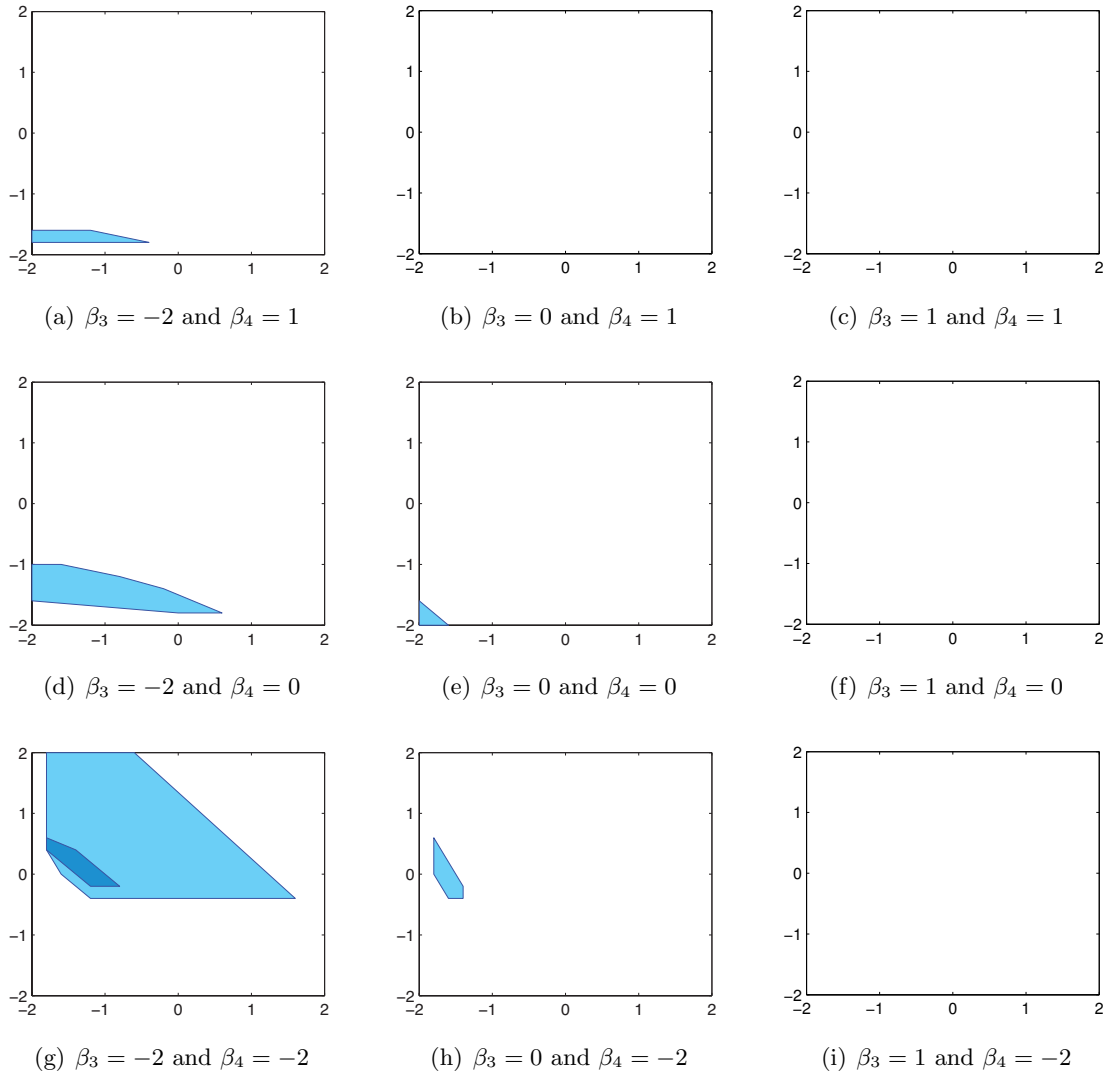 2 2 2
1 1 1
0 0 0
−1 −1 −1
−2 −2 −2
−2 −1 0 1 2 −2 −1 0 1 2 −2 −1 0 1 2
(a) β₃ = −2 and β₄ = 1 (b) β₃ = 0 and β₄ = 1 (c) β₃ = 1 and β₄ = 1
2 2 2
1 1 1
0 0 0
−1 −1 −1
−2 −2 −2
−2 −1 0 1 2 −2 −1 0 1 2 −2 −1 0 1 2
(d) β₃ = −2 and β₄ = 0 (e) β₃ = 0 and β₄ = 0 (f) β₃ = 1 and β₄ = 0
2 2 2
1 1 1
0 0 0
−1 −1 −1
−2 −2 −2
−2 −1 0 1 2 −2 −1 0 1 2 −2 −1 0 1 2
(g) β₃ = −2 and β₄ = −2 (h) β₃ = 0 and β₄ = −2 (i) β₃ = 1 and β₄ = −2